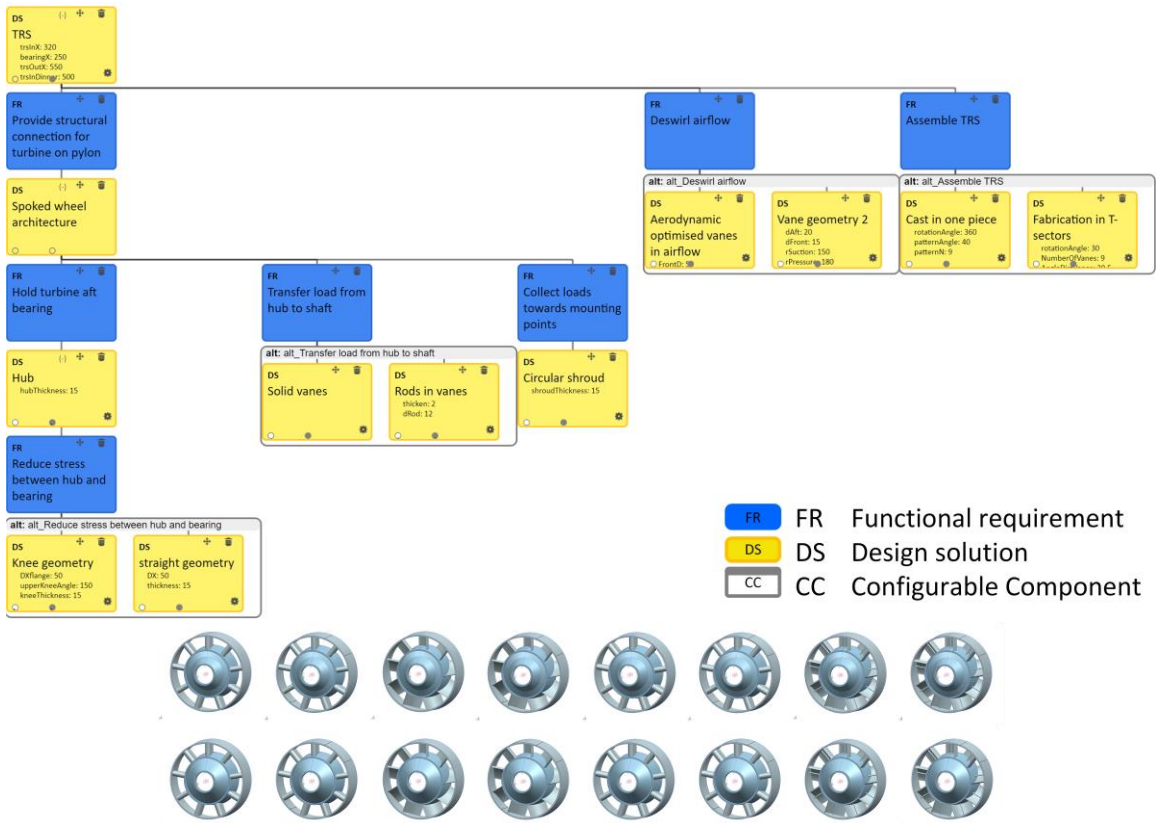 DS
TRS
trsInX: 320
bearingX: 250
trsOutX: 550
trsInDinner: 500
FR
Provide structural
connection for
turbine on pylon
FR
Deswirl airflow
FR
Assemble TRS
DS
Spoked wheel
architecture
alt: alt_Deswirl airflow
DS
Aerodynamic
optimised vanes
in airflow
FrontD:
DS
Vane geometry 2
dAft: 20
dFront: 15
rSuction: 150
rPressure: 180
alt: alt_Assemble TRS
DS
Cast in one piece
rotationAngle: 360
patternAngle: 40
patternN: 9
DS
Fabrication in T-
sectors
rotationAngle: 30
NumberOfVanes: 9
FR
Hold turbine aft
bearing
FR
Transfer load from
hub to shaft
FR
Collect loads
towards mounting
points
DS
Hub
hubThickness: 15
alt: alt_Transfer load from hub to shaft
DS
Solid vanes
DS
Rods in vanes
thicken: 2
dRod: 12
DS
Circular shroud
shroudThickness: 15
FR
Reduce stress
between hub and
bearing
alt: alt_Reduce stress between hub and bearing
DS
Knee geometry
DXflange: 50
upperKneeAngle: 150
kneeThickness: 15
DS
straight geometry
DX: 50
thickness: 15
FR FR Functional requirement
DS DS Design solution
CC CC Configurable Component